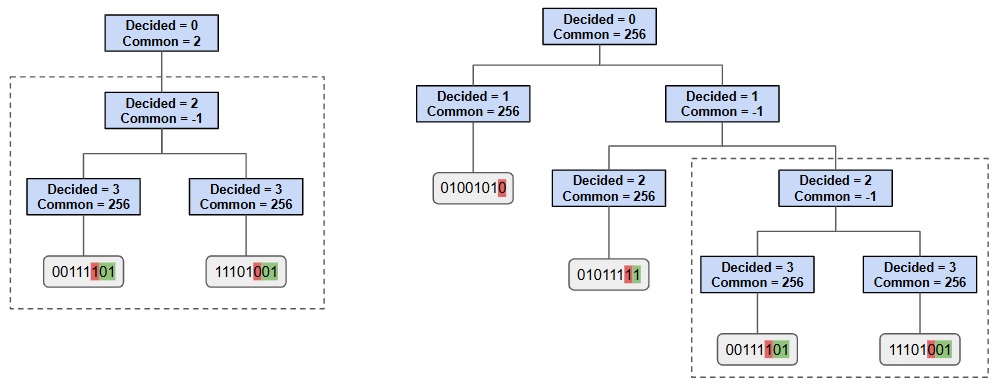 Decided = 0
Common = 2
Decided = 2
Common = -1
Decided = 3
Common = 256
Decided = 3
Common = 256
00111101
11101001
Decided = 0
Common = 256
Decided = 1
Common = 256
Decided = 1
Common = -1
01001010
Decided = 2
Common = 256
Decided = 2
Common = -1
01011111
Decided = 3
Common = 256
Decided = 3
Common = 256
00111101
11101001